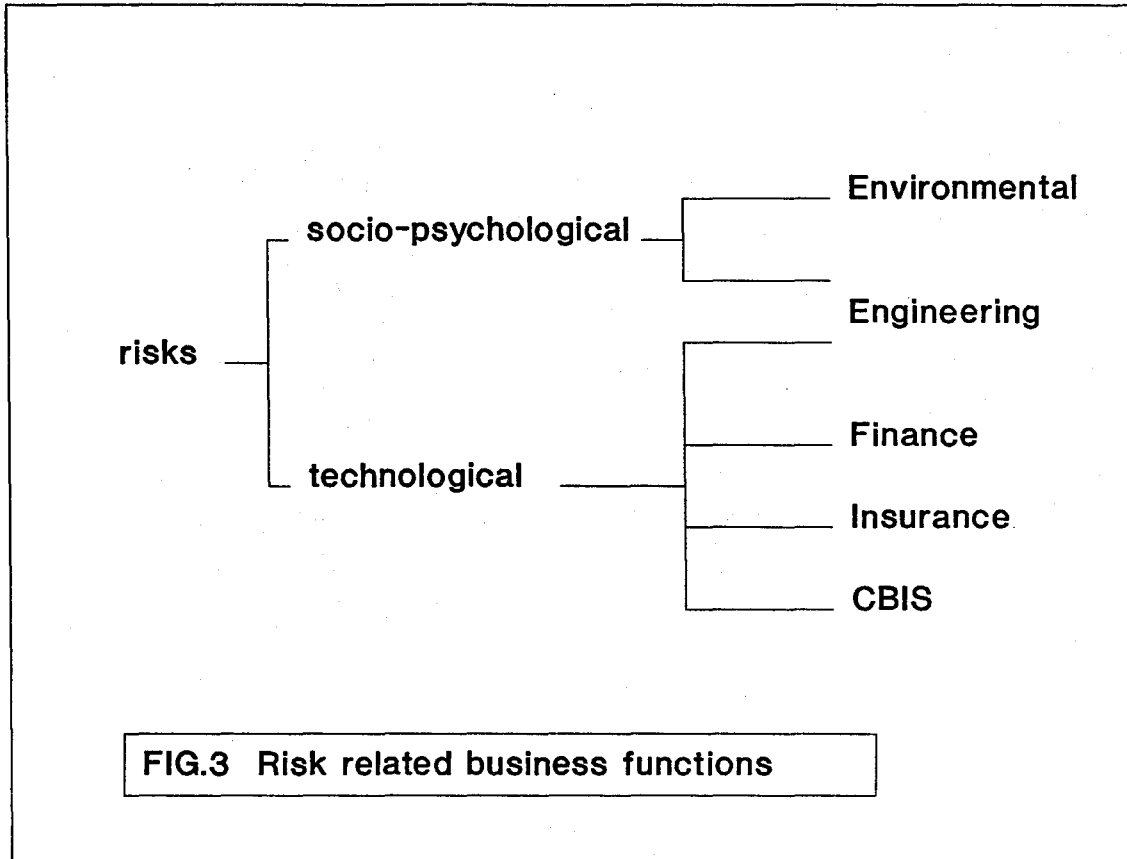 Environmental
socio-psychological
Engineering
risks
Finance
technological
Insurance
CBIS
FIG.3 Risk related business functions